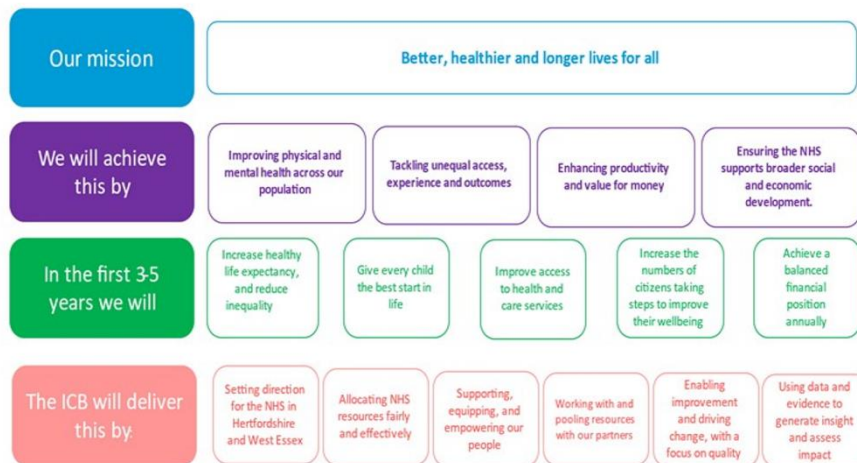 Our mission
Better, healthier and longer lives for all
We will achieve
this by
Improving physical and
mental health across our
population
Tackling unequal access,
experience and outcomes
Enhancing productivity
and value for money
Ensuring the NHS
supports broader social
and economic
development.
In the first 3-5
years we will
Increase healthy
life expectancy,
and reduce
inequality
Give every child
the best start in
life
Improve access
to health and
care services
Increase the
numbers of
citizens taking
steps to improve
their wellbeing
Achieve a
balanced
financial
position
annually
The ICB will deliver
this by:
Setting direction
for the NHS in
Hertfordshire
and West Essex
Allocating NHS
resources fairly
and effectively
Supporting,
equipping, and
empowering our
people
Working with and
pooling resources
with our partners
Enabling
improvement
and driving
change, with a
focus on quality
Using data and
evidence to
generate insight
and assess
impact